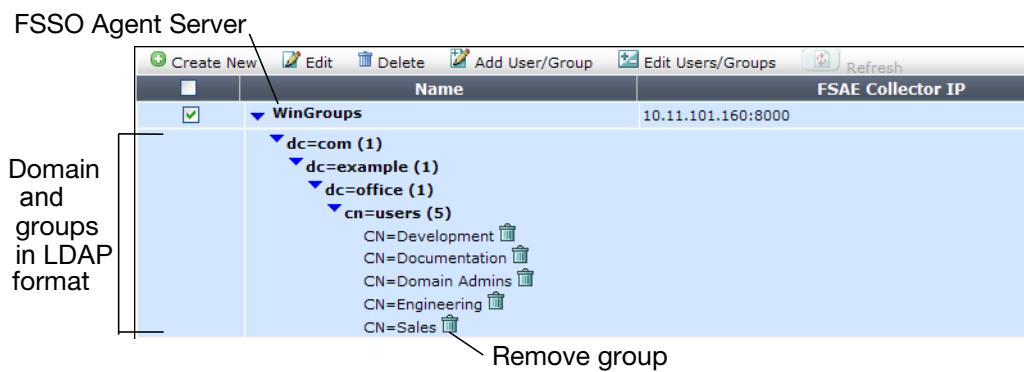 FSSO Agent Server
Create New Edit Delete Add User/Group Edit Users/Groups Refresh
Name FSAE Collector IP
WinGroups 10.11.101.160:8000
dc=com (1)
dc=example (1)
dc=office (1)
cn=users (5)
CN=Development
CN=Documentation
CN=Domain Admins
CN=Engineering
CN=Sales
Domain
and
groups
in LDAP
format
Remove group